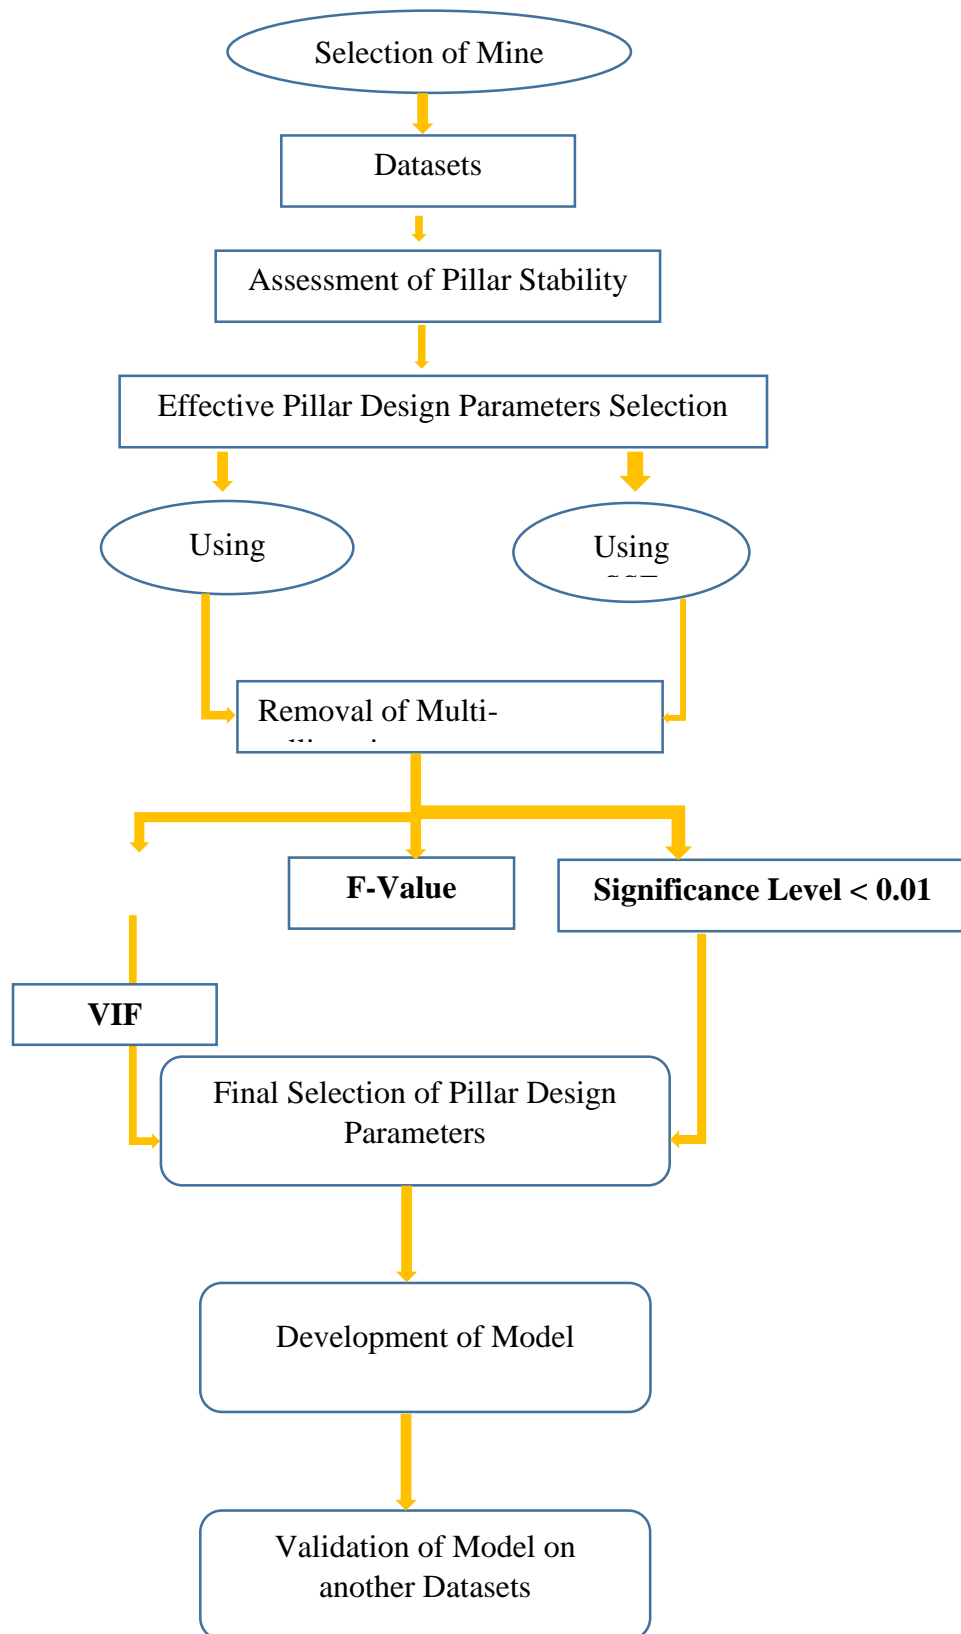 Selection of Mine
Datasets
Assessment of Pillar Stability
Effective Pillar Design Parameters Selection
Using
Using
Removal of Multi-
F-Value
Significance Level < 0.01
VIF
Final Selection of Pillar Design
Parameters
Development of Model
Validation of Model on
another Datasets